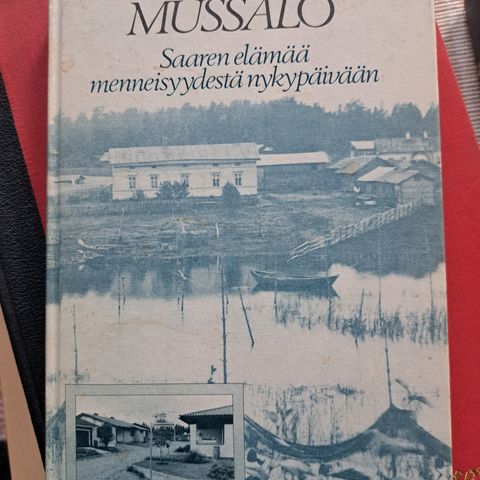 MUSSALO
Saaren elämää
menneisyydestä nykypäivään